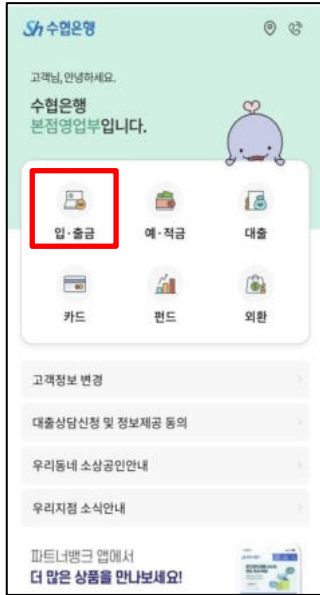 Sh 수협은행
고객님, 안녕하세요.
수협은행
본점영업부입니다.
입·출금 예·적금 대출
카드 펀드 외환
고객정보 변경
대출상담신청 및 정보제공 동의
우리동네 소상공인안내
우리지점 소식안내
파트너뱅크 앱에서
더 많은 상품을 만나보세요!